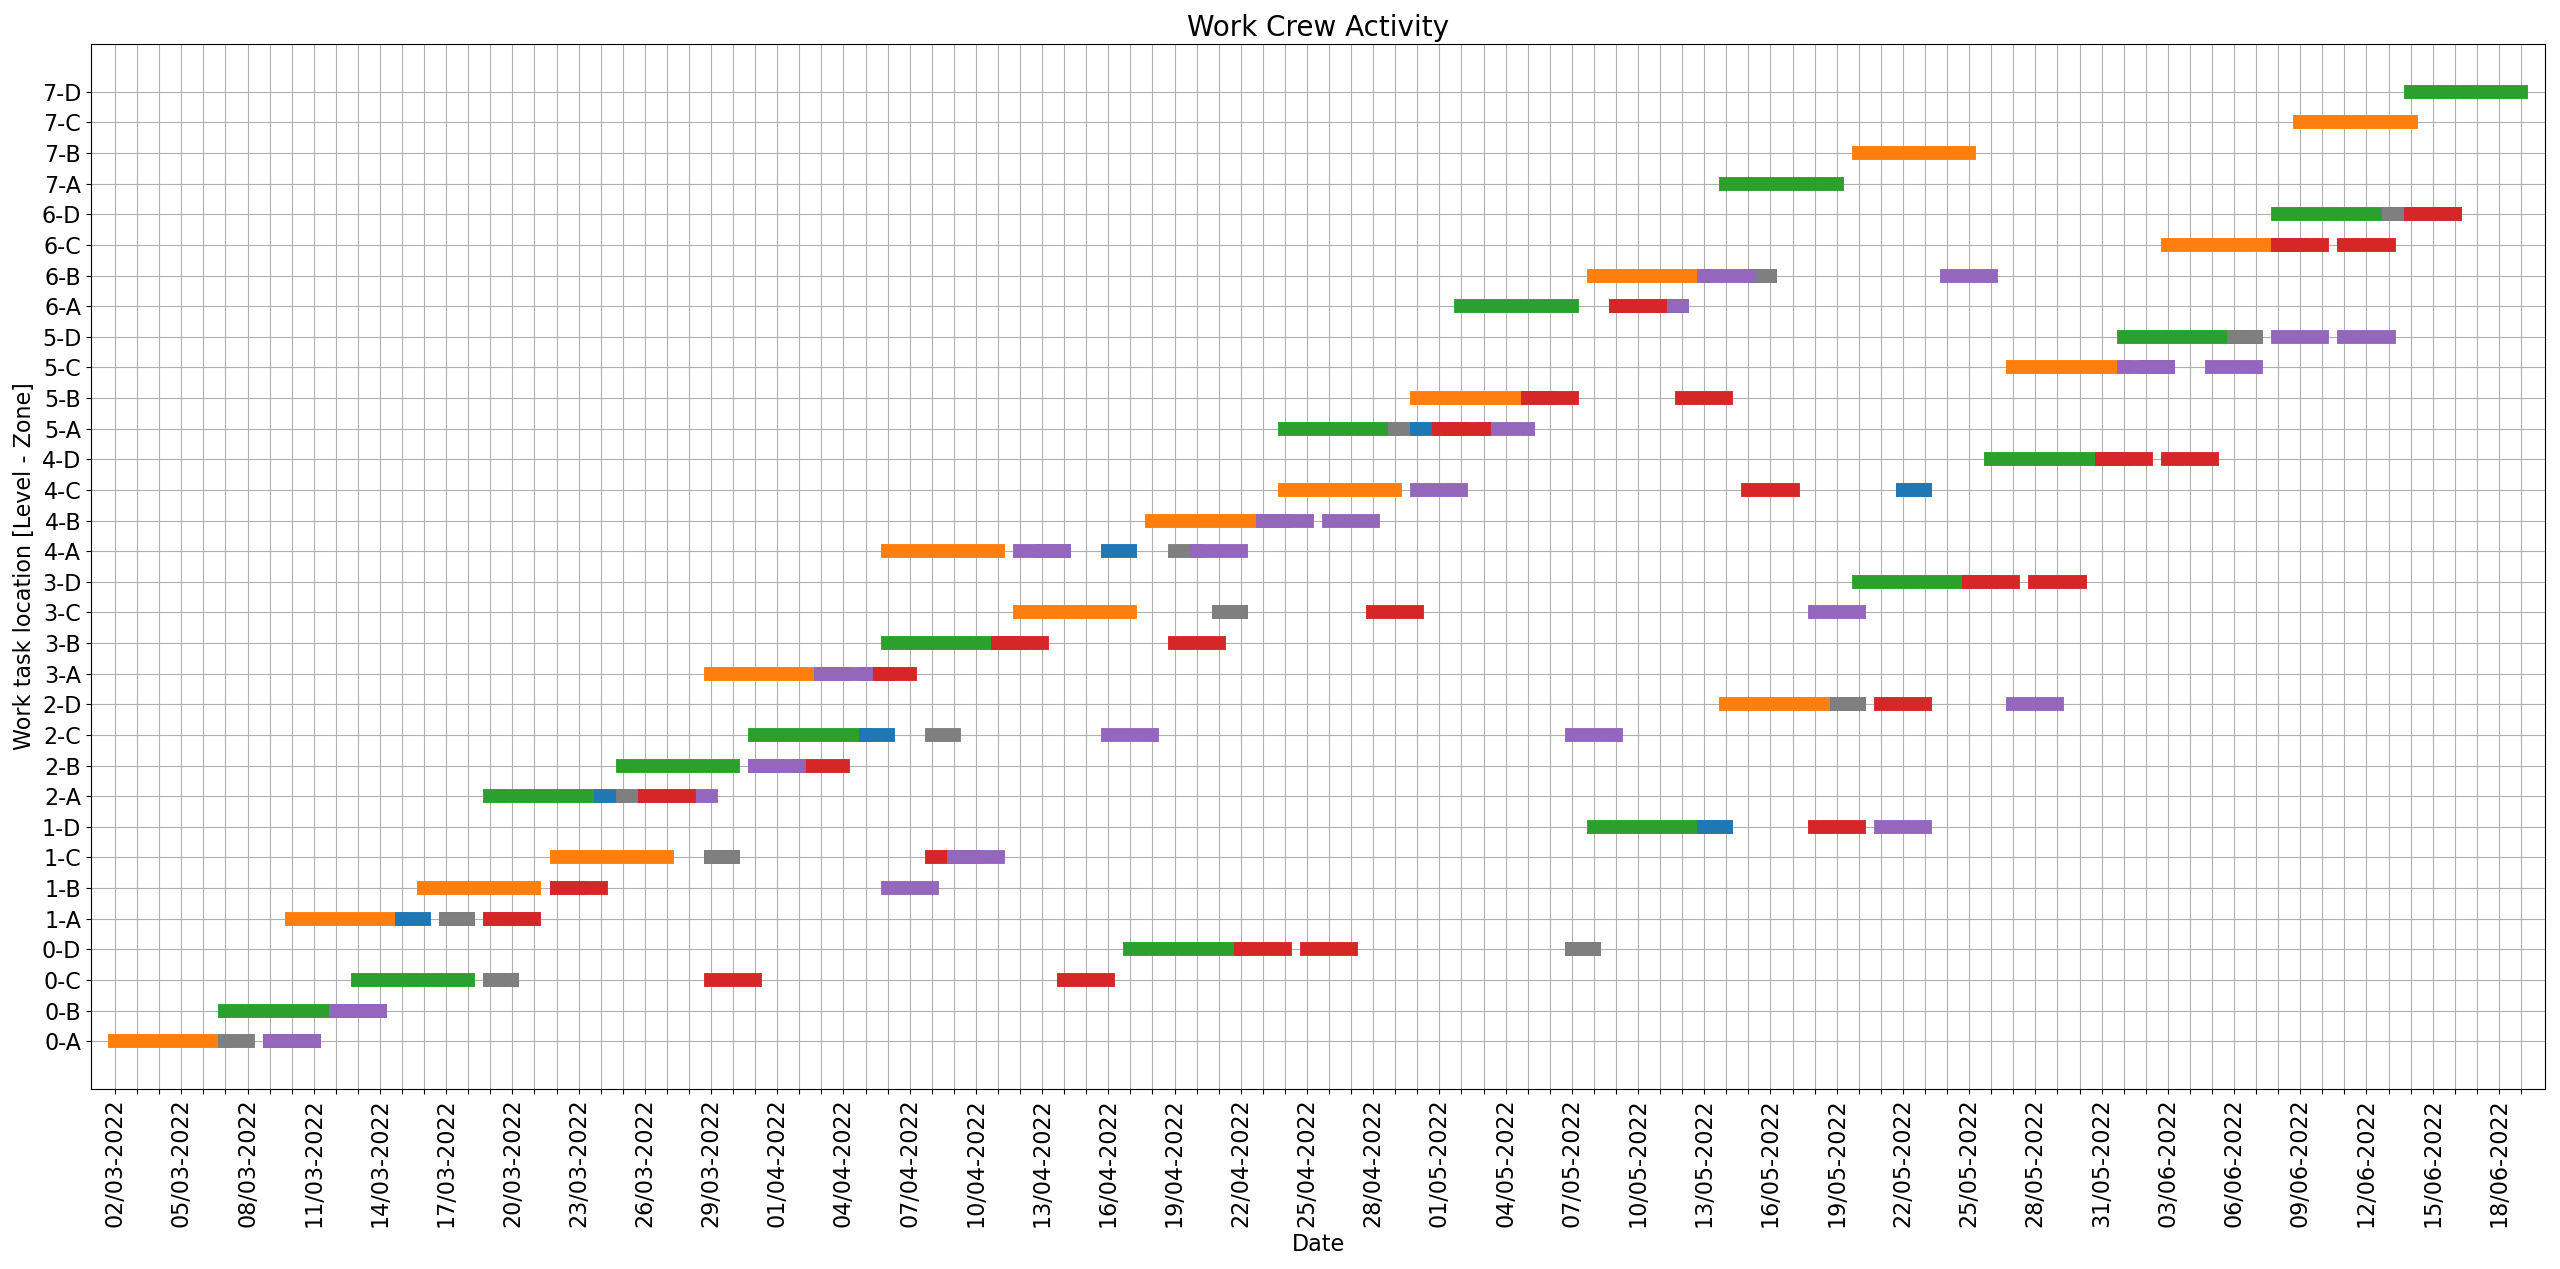 Work Crew Activity
Work task location [Level - Zone]
7-D
7-C
7-B
7-A
6-D
6-C
6-B
6-A
5-D
5-C
5-B
5-A
4-D
4-C
4-B
4-A
3-D
3-C
3-B
3-A
2-D
2-C
2-B
2-A
1-D
1-C
1-B
1-A
0-D
0-C
0-B
0-A
02/03-2022
05/03-2022
08/03-2022
11/03-2022
14/03-2022
17/03-2022
20/03-2022
23/03-2022
26/03-2022
29/03-2022
01/04-2022
04/04-2022
07/04-2022
10/04-2022
13/04-2022
16/04-2022
19/04-2022
22/04-2022
25/04-2022
28/04-2022
01/05-2022
04/05-2022
07/05-2022
10/05-2022
13/05-2022
16/05-2022
19/05-2022
22/05-2022
25/05-2022
28/05-2022
31/05-2022
03/06-2022
06/06-2022
09/06-2022
12/06-2022
15/06-2022
18/06-2022
Date